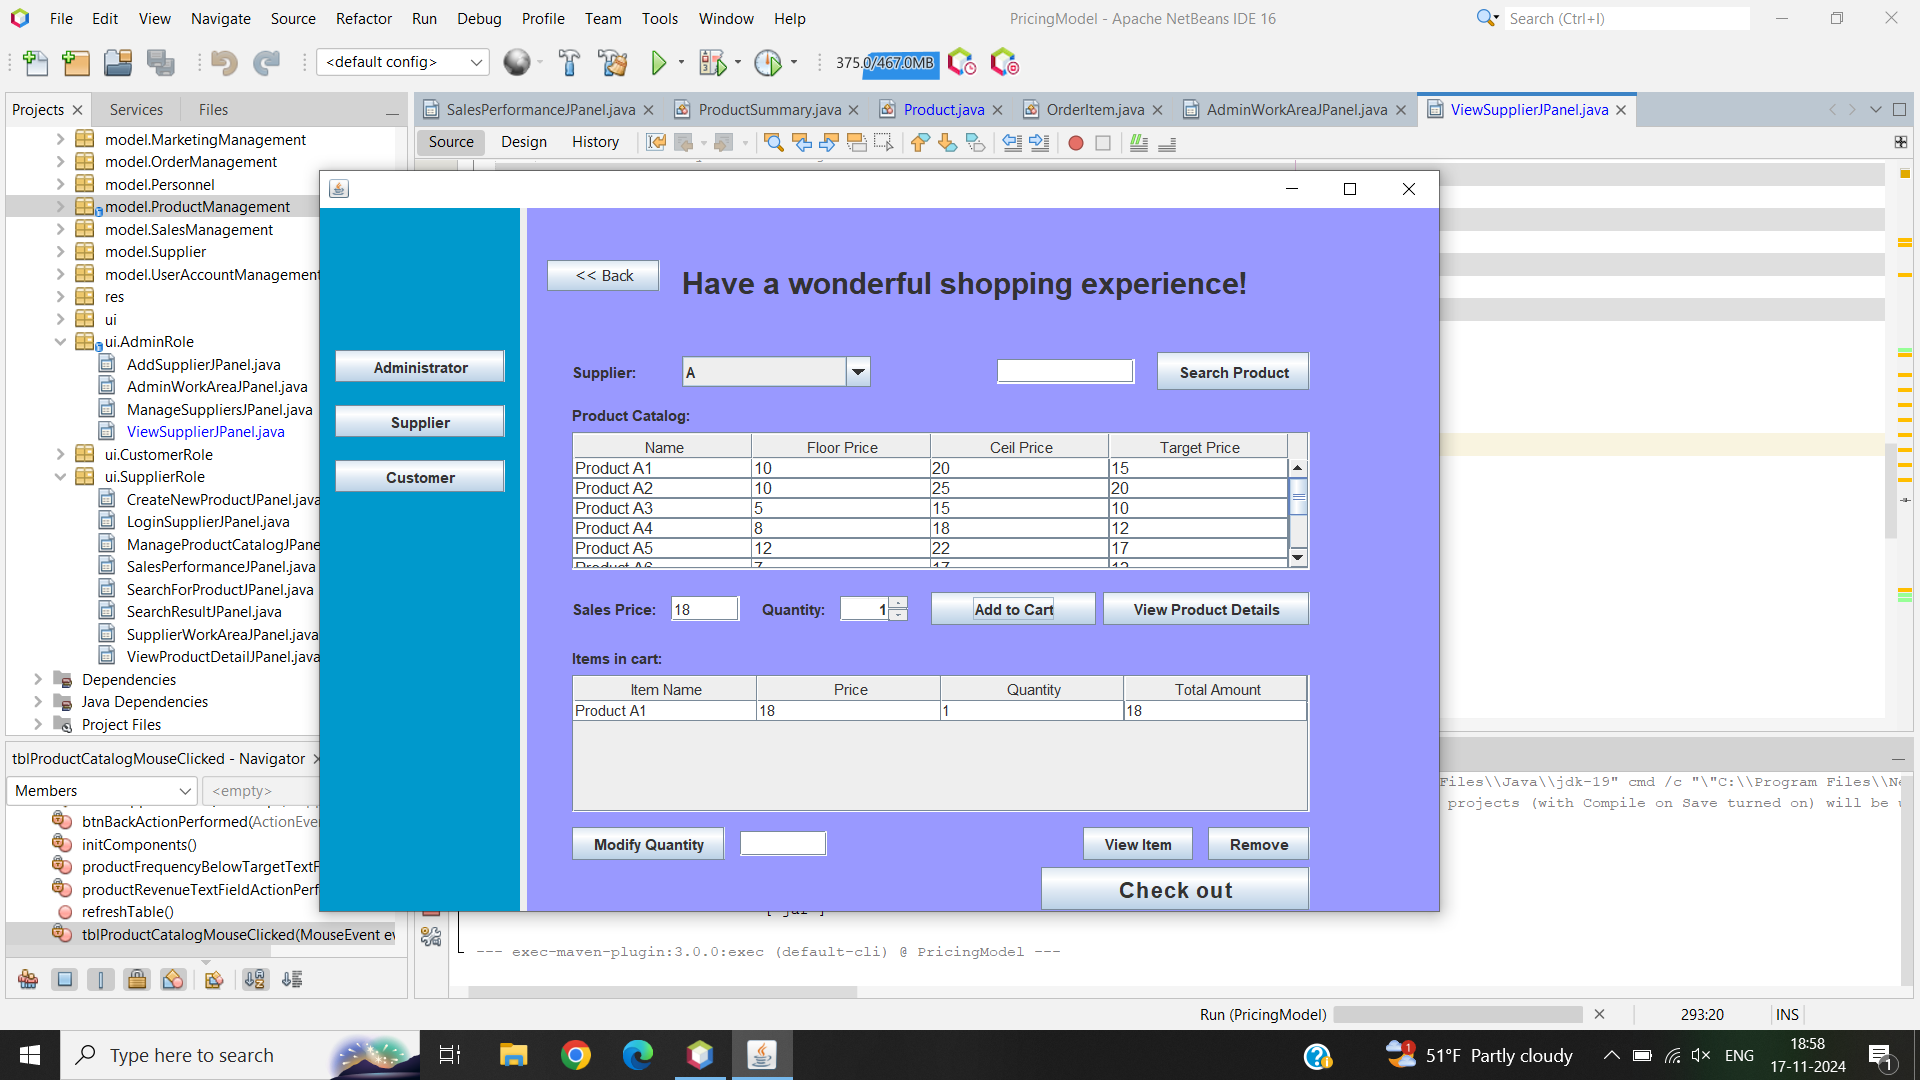 File Edit View Navigate Source Refactor Run Debug Profile Team Tools Window Help
PricingModel - Apache NetBeans IDE 16
Search (Ctrl+I)
<default config>
375.0/467.0MB
Projects Services Files
SalesPerformanceJPanel.java ProductSummary.java Product.java OrderItem.java AdminWorkAreaJPanel.java ViewSupplierJPanel.java
Source Design History
model.MarketingManagement
model.OrderManagement
model.Personnel
model.ProductManagement
model.SalesManagement
model.Supplier
model.UserAccountManagement
res
ui
ui.AdminRole
AddSupplierJPanel.java
AdminWorkAreaJPanel.java
ManageSuppliersJPanel.java
ViewSupplierJPanel.java
ui.CustomerRole
ui.SupplierRole
CreateNewProductJPanel.java
LoginSupplierJPanel.java
ManageProductCatalogJPane
SalesPerformanceJPanel.java
SearchForProductJPanel.java
SearchResultJPanel.java
SupplierWorkAreaJPanel.java
ViewProductDetailJPanel.java
Dependencies
Java Dependencies
Project Files
<< Back
Have a wonderful shopping experience!
Administrator
Supplier
Customer
Supplier: A Search Product
Product Catalog:
Name Floor Price Ceil Price Target Price
Product A1 10 20 15
Product A2 10 25 20
Product A3 5 15 10
Product A4 8 18 12
Product A5 12 22 17
Product A6 7 17 12
Sales Price: 18 Quantity: 1 Add to Cart View Product Details
Items in cart:
Item Name Price Quantity Total Amount
Product A1 18 1 18
Modify Quantity View Item Remove
Check out
tblProductCatalogMouseClicked - Navigator
Members <empty>
btnBackActionPerformed(ActionEve
initComponents()
productFrequencyBelowTargetTextF
productRevenueTextFieldActionPerf
refreshTable()
tblProductCatalogMouseClicked(MouseEvent ev
Files\\Java\\jdk-19" cmd /c "\"C:\\Program Files\\Ne
projects (with Compile on Save turned on) will be u
--- exec-maven-plugin:3.0.0:exec (default-cli) @ PricingModel ---
Run (PricingModel)
293:20 INS
Type here to search
1
51°F Partly cloudy
ENG
18:58
17-11-2024
1